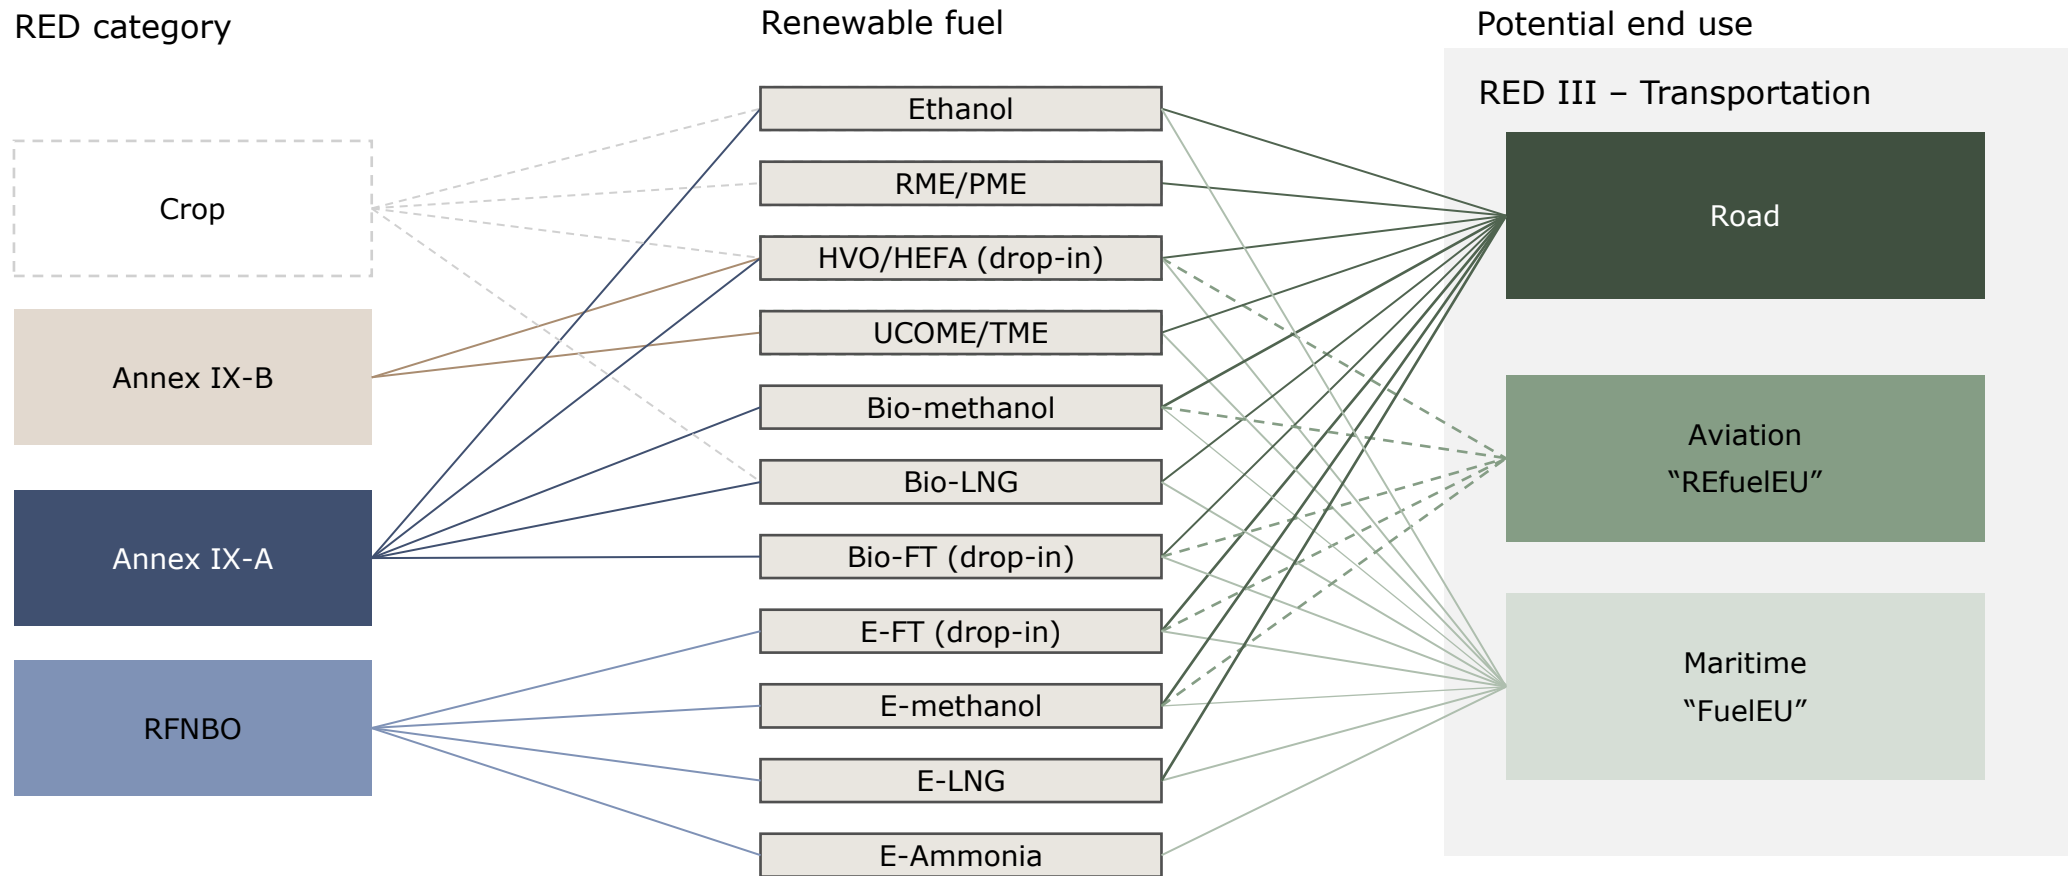 RED category
Renewable fuel
Potential end use
RED III – Transportation
Crop
Annex IX-B
Annex IX-A
RFNBO
Ethanol
RME/PME
HVO/HEFA (drop-in)
UCOME/TME
Bio-methanol
Bio-LNG
Bio-FT (drop-in)
E-FT (drop-in)
E-methanol
E-LNG
E-Ammonia
Road
Aviation
“REfuelEU”
Maritime
“FuelEU”